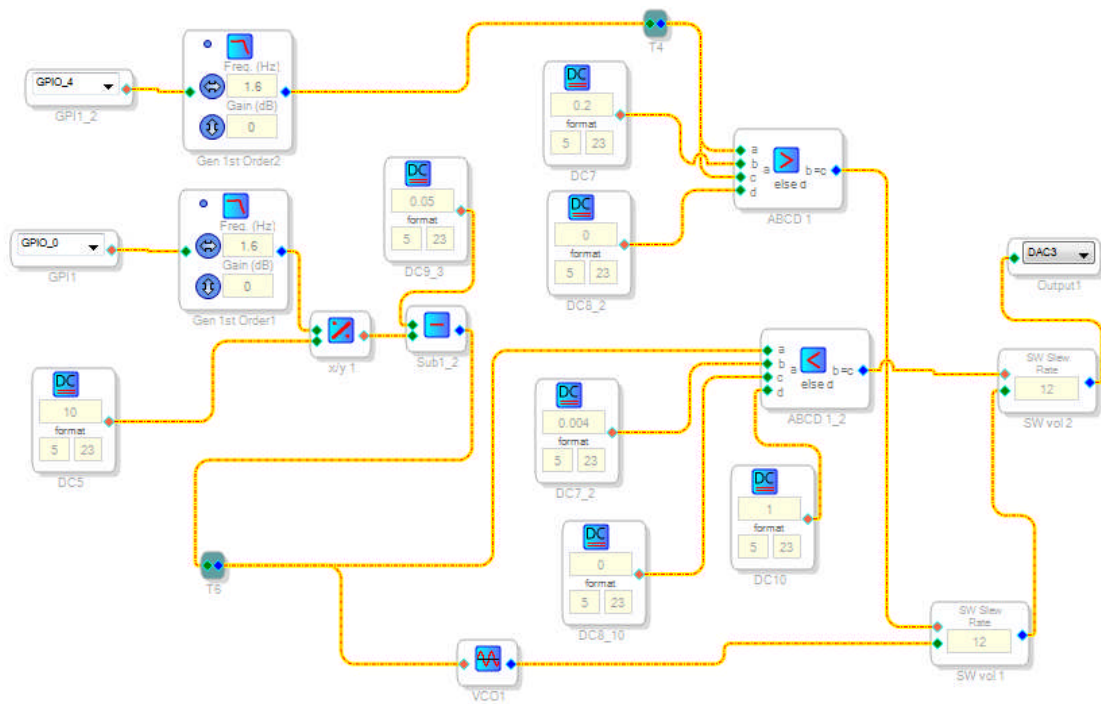 T4
GPIO_4
GPI1_2
Freq. (Hz)
1.6
Gain (dB)
0
Gen 1st Order2
DC
0.2
format
5 23
DC7
a
b
c
d
a > b =c
else d
ABCD 1
DC
0.05
format
5 23
DC9_3
GPIO_0
GPI1
Freq. (Hz)
1.6
Gain (dB)
0
Gen 1st Order1
DC
0
format
5 23
DC8_2
DAC3
Output1
x/y 1
Sub1_2
a
b
c
d
a < b=c
else d
ABCD 1_2
SW Slew
Rate
12
SW vol 2
DC
10
format
5 23
DC5
DC
0.004
format
5 23
DC7_2
DC
1
format
5 23
DC10
DC
0
format
5 23
DC8_10
T6
SW Slew
Rate
12
SW vol 1
VCO1